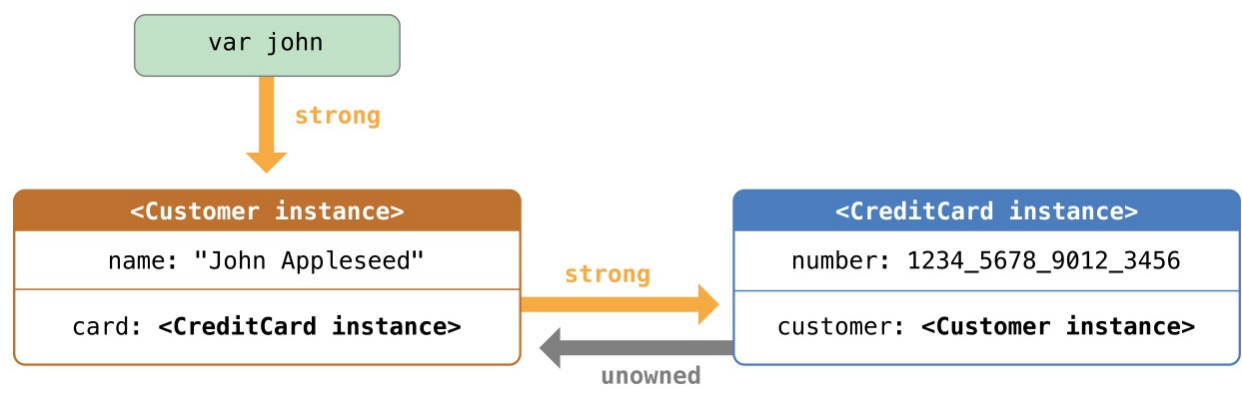 var john
strong
<Customer instance>
name: "John Appleseed"
card: <CreditCard instance>
strong
unowned
<CreditCard instance>
number: 1234_5678_9012_3456
customer: <Customer instance>